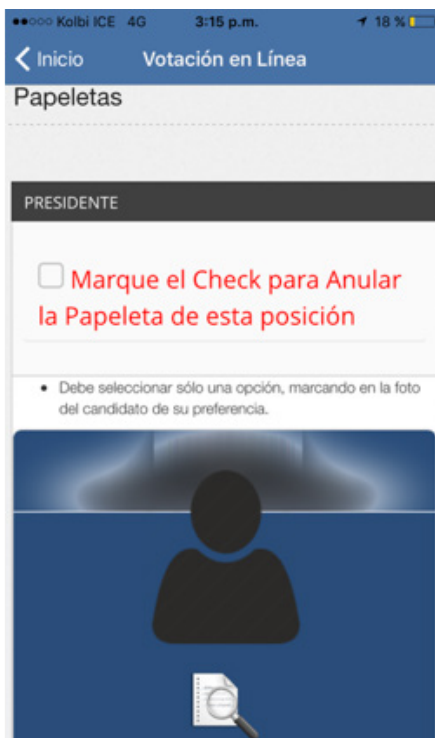 Kolbi ICE 4G 3:15 p.m. 18 %
Inicio Votación en Línea
Papeletas
PRESIDENTE
Marque el Check para Anular
la Papeleta de esta posición
• Debe seleccionar sólo una opción, marcando en la foto
del candidato de su preferencia.